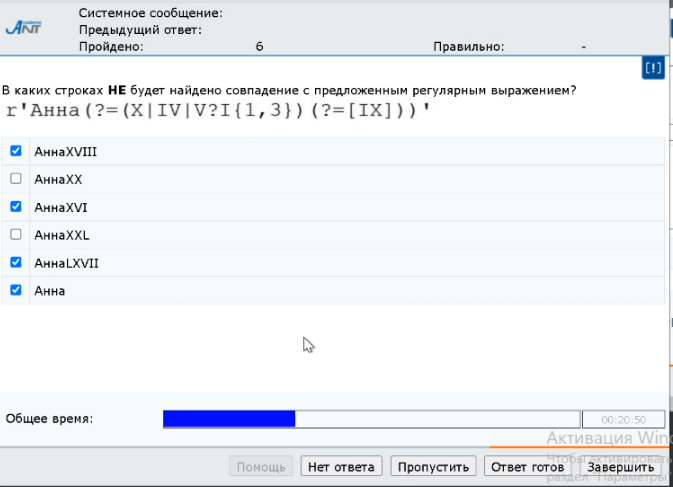 Academic
ANT
Системное сообщение:
Предыдущий ответ:
Пройдено: 6 Правильно: -
[!]
В каких строках НЕ будет найдено совпадение с предложенным регулярным выражением?
r'Анна(?=(X|IV|V?I{1,3})(?=[IX]))'
АннаXVIII
АннаXX
АннаXVI
АннаXXL
АннаLXVII
Анна
Общее время: 00:20:50
Активация Win
Чтобы активировать
раздел "Параметры
Помощь Нет ответа Пропустить Ответ готов Завершить